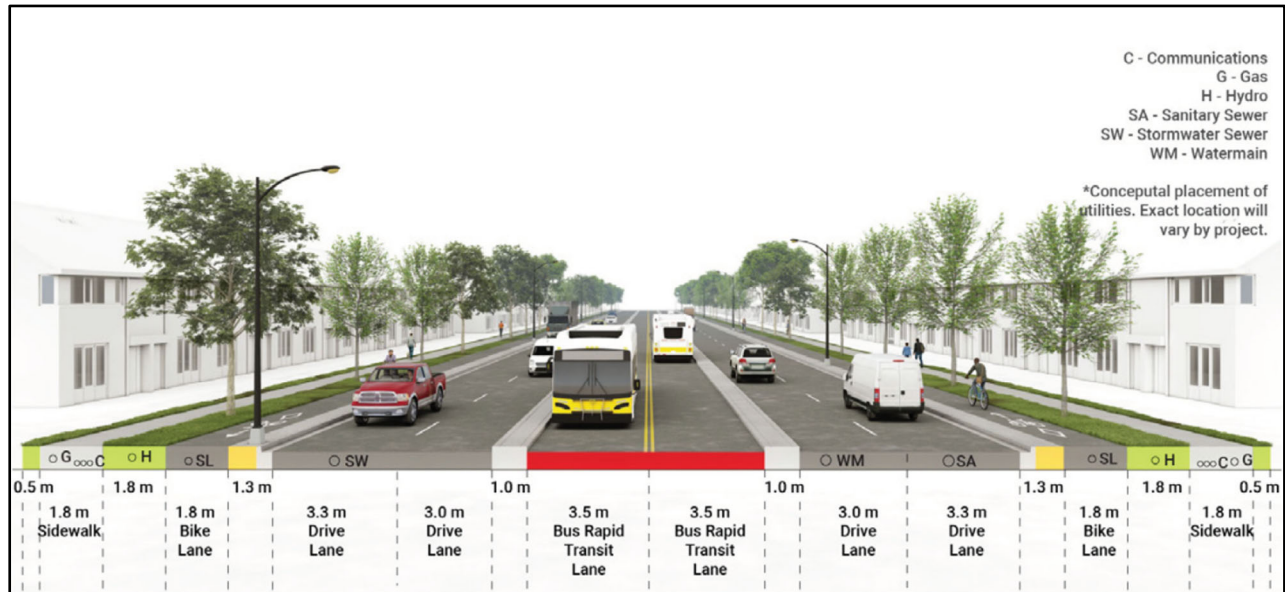 C - Communications
G - Gas
H - Hydro
SA - Sanitary Sewer
SW - Stormwater Sewer
WM - Watermain
*Conceputal placement of
utilities. Exact location will
vary by project.
G C H SL SW WM SA SL H C G
0.5 m 1.8 m 1.3 m 1.0 m 1.0 m 1.3 m 1.8 m 0.5 m
1.8 m 1.8 m 3.3 m 3.0 m 3.5 m 3.5 m 3.0 m 3.3 m 1.8 m 1.8 m
Sidewalk Bike Drive Drive Bus Rapid Bus Rapid Drive Drive Bike Sidewalk
Lane Lane Lane Transit Transit Lane Lane Lane
Lane Lane